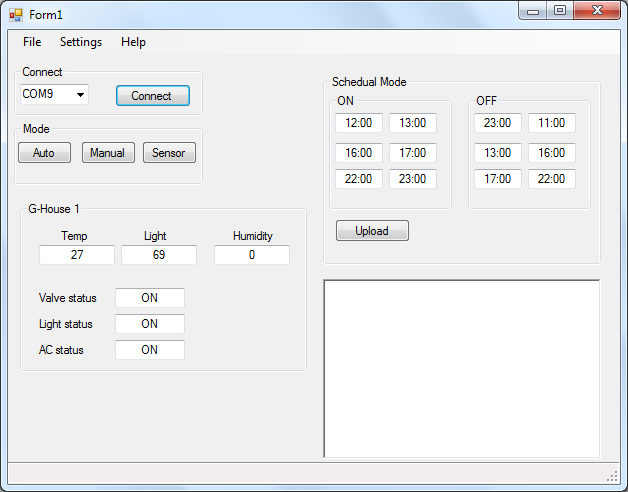 Form1
File Settings Help
Connect
COM9 Connect
Mode
Auto Manual Sensor
G-House 1
Temp Light Humidity
27 69 0
Valve status ON
Light status ON
AC status ON
Schedual Mode
ON
12:00 13:00
16:00 17:00
22:00 23:00
OFF
23:00 11:00
13:00 16:00
17:00 22:00
Upload